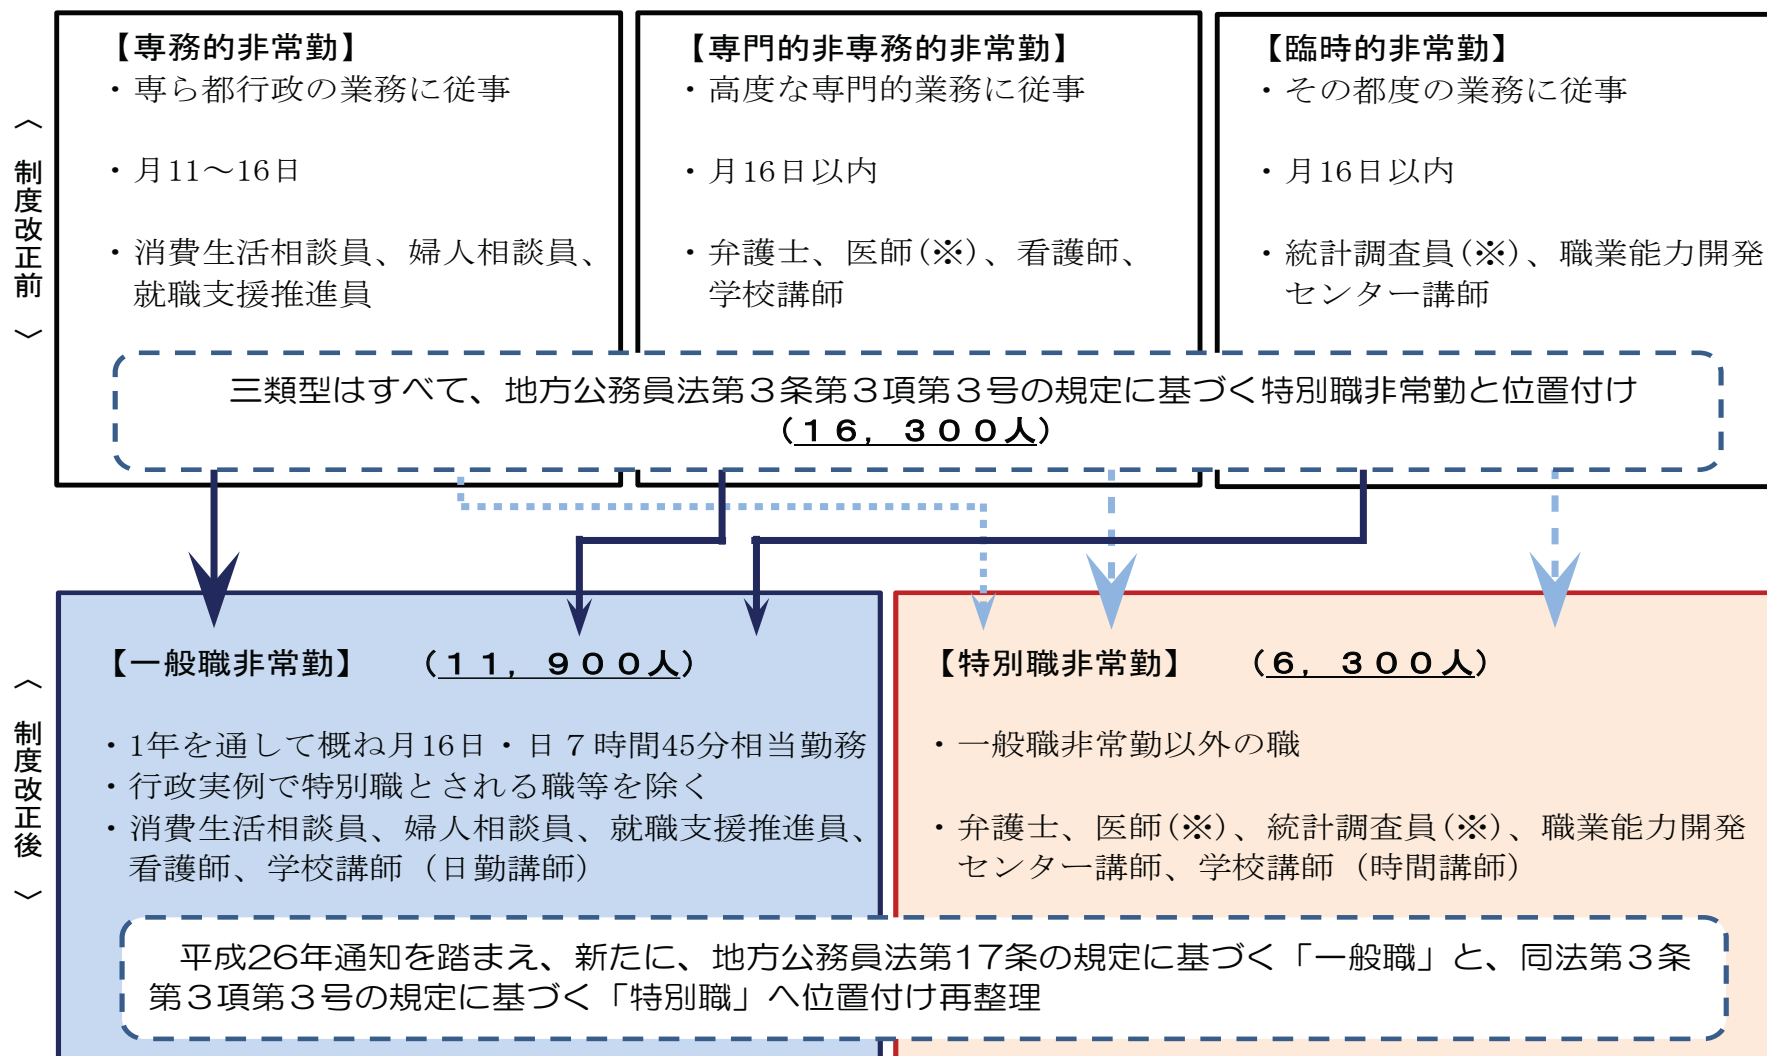 〈 制度改正前 〉
【専務的非常勤】
・専ら都行政の業務に従事
・月11～16日
・消費生活相談員、婦人相談員、
就職支援推進員
【専門的非専務的非常勤】
・高度な専門的業務に従事
・月16日以内
・弁護士、医師(※)、看護師、
学校講師
【臨時的非常勤】
・その都度の業務に従事
・月16日以内
・統計調査員(※)、職業能力開発
センター講師
三類型はすべて、地方公務員法第３条第３項第３号の規定に基づく特別職非常勤と位置付け
（１６，３００人）
〈 制度改正後 〉
【一般職非常勤】 （１１，９００人）
・1年を通して概ね月16日・日７時間45分相当勤務
・行政実例で特別職とされる職等を除く
・消費生活相談員、婦人相談員、就職支援推進員、
看護師、学校講師（日勤講師）
【特別職非常勤】 （６，３００人）
・一般職非常勤以外の職
・弁護士、医師(※)、統計調査員(※)、職業能力開発
センター講師、学校講師（時間講師）
平成26年通知を踏まえ、新たに、地方公務員法第17条の規定に基づく「一般職」と、同法第３条
第３項第３号の規定に基づく「特別職」へ位置付け再整理